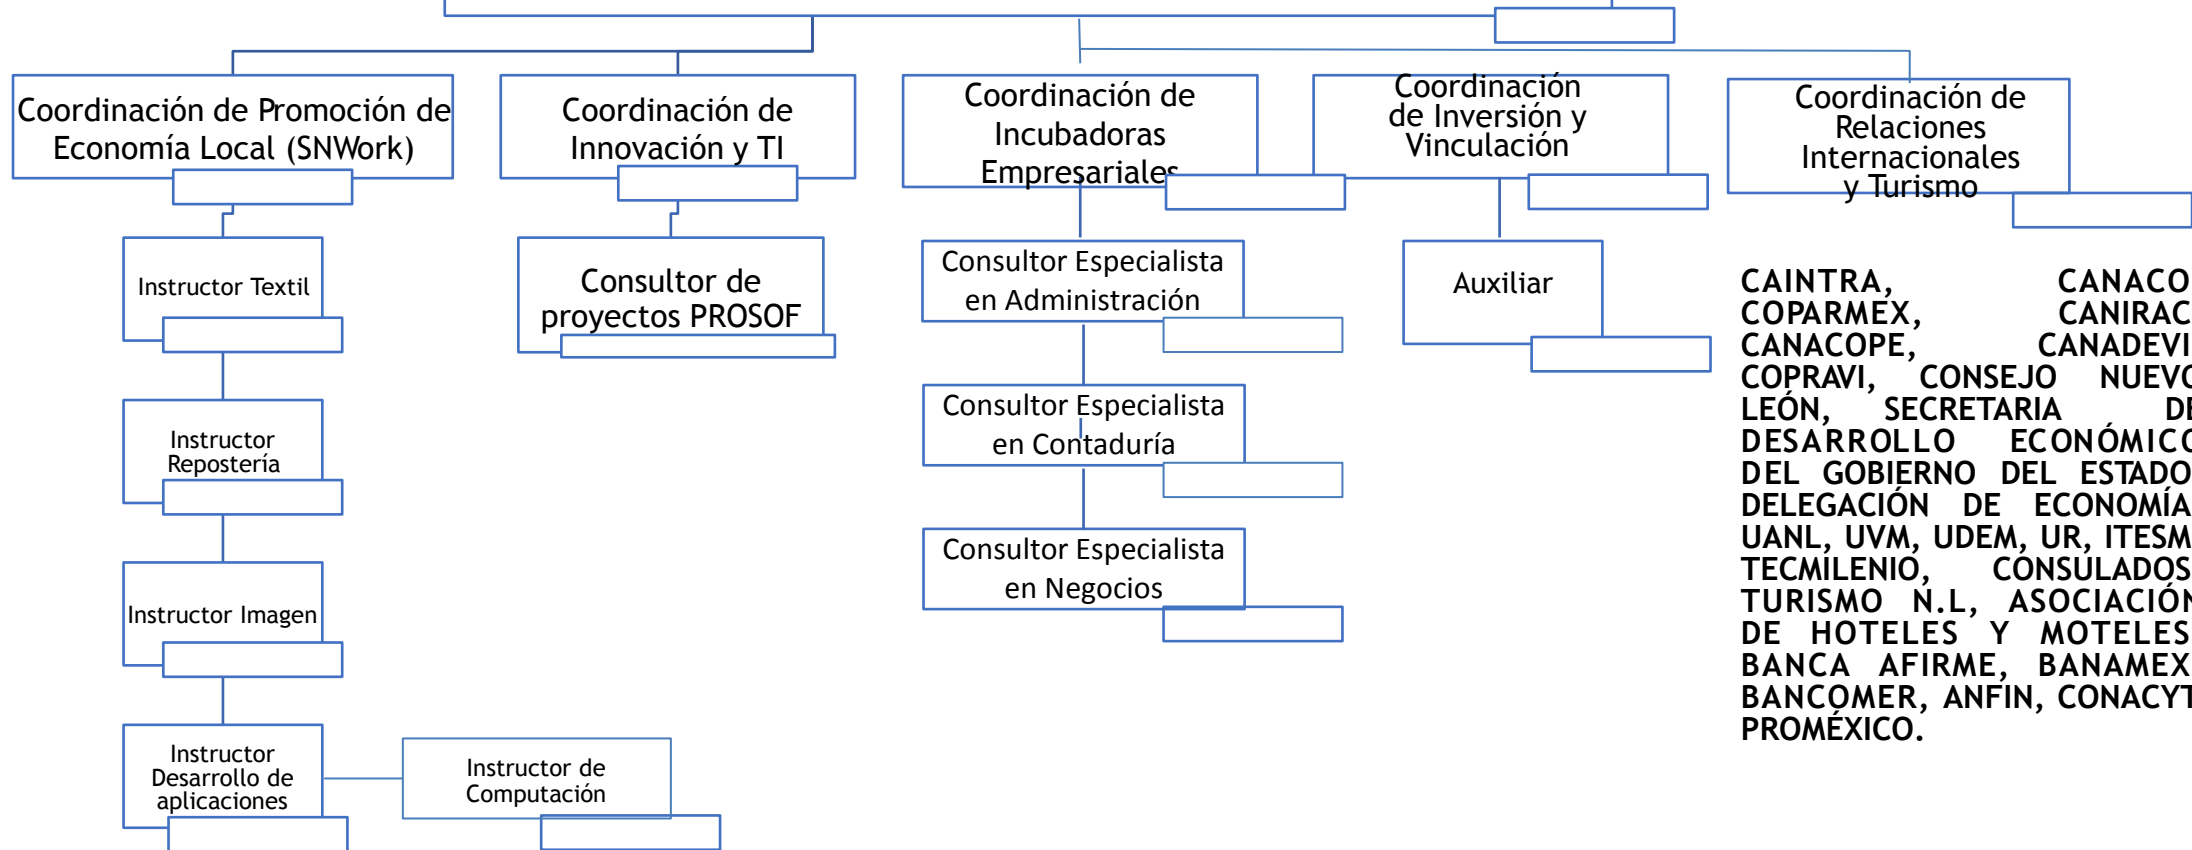 Coordinación de Promoción de
Economía Local (SNWork)
Coordinación de
Innovación y TI
Coordinación de
Incubadoras
Empresariales
Coordinación
de Inversión y
Vinculación
Coordinación de
Relaciones
Internacionales
y Turismo
Instructor Textil
Consultor de
proyectos PROSOF
Consultor Especialista
en Administración
Auxiliar
Instructor
Repostería
Consultor Especialista
en Contaduría
Instructor Imagen
Consultor Especialista
en Negocios
Instructor
Desarrollo de
aplicaciones
Instructor de
Computación
CAINTRA, CANACO
COPARMEX, CANIRAC
CANACOPE, CANADEVI
COPRAVI, CONSEJO NUEVO
LEÓN, SECRETARIA DE
DESARROLLO ECONÓMICO
DEL GOBIERNO DEL ESTADO
DELEGACIÓN DE ECONOMÍA
UANL, UVM, UDEM, UR, ITESM
TECMILENIO, CONSULADOS
TURISMO N.L, ASOCIACIÓN
DE HOTELES Y MOTELES
BANCA AFIRME, BANAMEX
BANCOMER, ANFIN, CONACYT
PROMÉXICO.